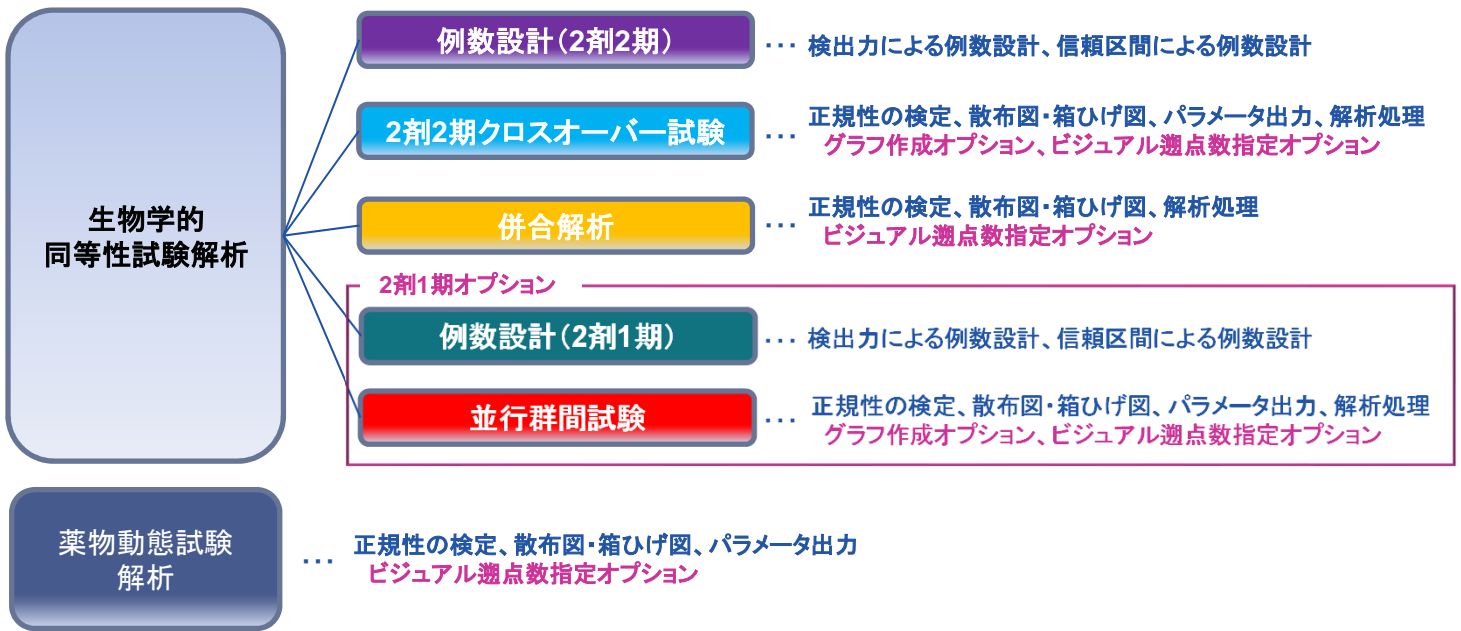 生物学的
同等性試験解析
例数設計(2剤2期)
… 検出力による例数設計、信頼区間による例数設計
2剤2期クロスオーバー試験
… 正規性の検定、散布図・箱ひげ図、パラメータ出力、解析処理
グラフ作成オプション、ビジュアル遡点数指定オプション
併合解析
… 正規性の検定、散布図・箱ひげ図、解析処理
ビジュアル遡点数指定オプション
2剤1期オプション
例数設計(2剤1期)
… 検出力による例数設計、信頼区間による例数設計
並行群間試験
… 正規性の検定、散布図・箱ひげ図、パラメータ出力、解析処理
グラフ作成オプション、ビジュアル遡点数指定オプション
薬物動態試験
解析
… 正規性の検定、散布図・箱ひげ図、パラメータ出力
ビジュアル遡点数指定オプション